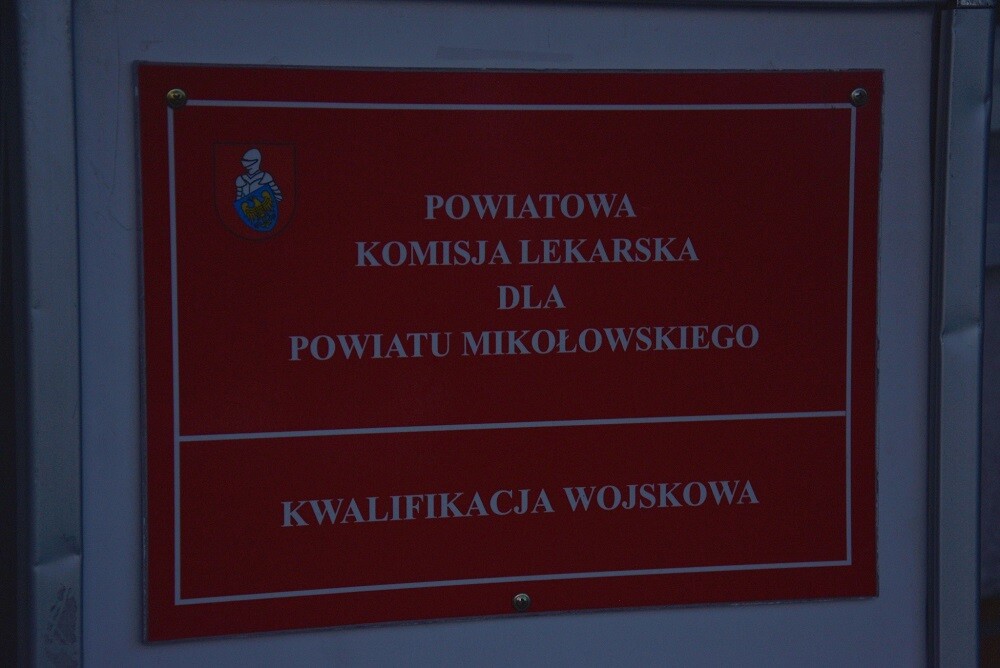 POWIATOWA
KOMISJA LEKARSKA
DLA
POWIATU MIKOŁOWSKIEGO
KWALIFIKACJA WOJSKOWA